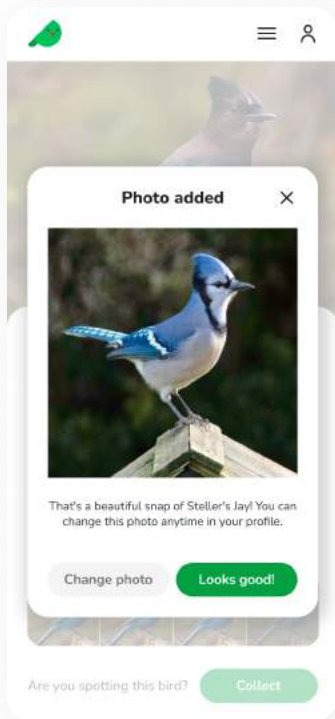 Photo added
That's a beautiful snap of Steller's Jay! You can
change this photo anytime in your profile.
Change photo
Looks good!
Are you spotting this bird?
Collect